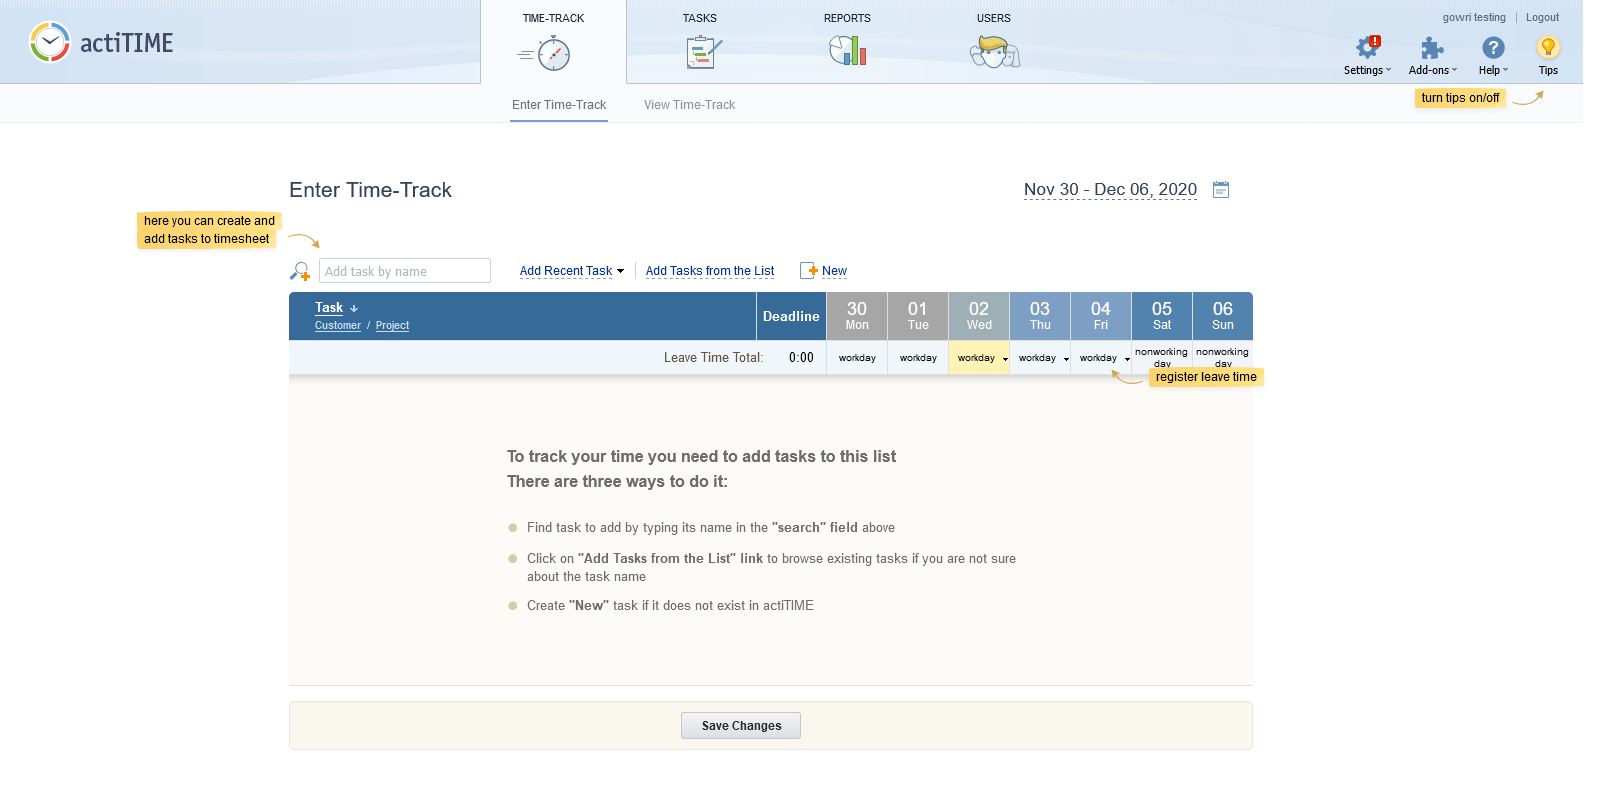 TIME-TRACK TASKS REPORTS USERS gowri testing Logout
actiTIME
Settings Add-ons Help Tips
turn tips on/off
Enter Time-Track View Time-Track
Enter Time-Track Nov 30 - Dec 06, 2020
here you can create and
add tasks to timesheet
Add task by name Add Recent Task Add Tasks from the List New
Task Deadline 30 01 02 03 04 05 06
Customer / Project Mon Tue Wed Thu Fri Sat Sun
Leave Time Total: 0:00 workday workday workday workday workday nonworking day nonworking day
register leave time
To track your time you need to add tasks to this list
There are three ways to do it:
Find task to add by typing its name in the "search" field above
Click on "Add Tasks from the List" link to browse existing tasks if you are not sure
about the task name
Create "New" task if it does not exist in actiTIME
Save Changes